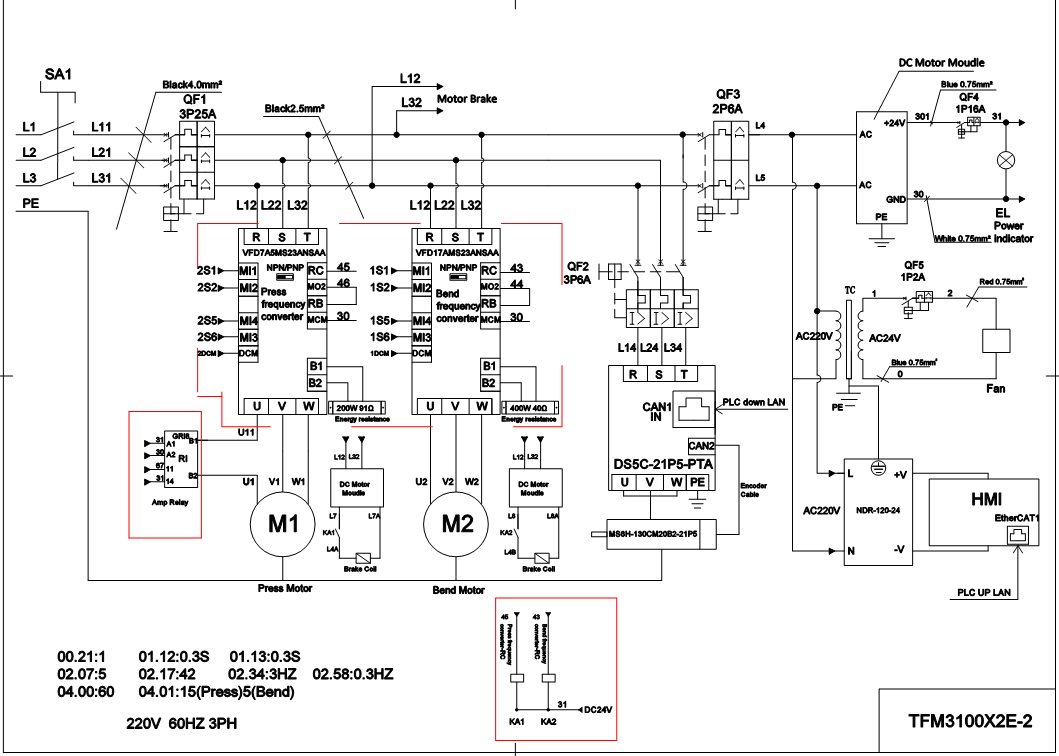 SA1
L1
L2
L3
PE
L11
L21
L31
Black4.0mm²
QF1
3P25A
Black2.5mm²
L12
L32
Motor Brake
QF3
2P6A
L4
L5
DC Motor Moudle
Blue 0.75mm²
QF4
1P16A
AC
+24V
301
31
AC
GND
30
PE
EL
Power
indicator
White 0.75mm²
L12 L22 L32
R S T
VFD7A5MS23ANSAA
NPN/PNP
2S1
MI1
RC
45
2S2
MI2
MO2
46
RB
Press
frequency
converter
2S5
MI4
MCM
30
2S6
MI3
2DCM
DCM
B1
B2
U V W
200W 91Ω
Energy resistance
L12 L22 L32
R S T
VFD17AMS23ANSAA
NPN/PNP
1S1
MI1
RC
43
1S2
MI2
MO2
44
RB
Bend
frequency
converter
1S5
MI4
MCM
30
1S6
MI3
1DCM
DCM
B1
B2
U V W
400W 40Ω
Energy resistance
QF2
3P6A
L14 L24 L34
R S T
CAN1
IN
PLC down LAN
CAN2
DS5C-21P5-PTA
U V W PE
Encoder
Cable
MS6H-130CM20B2-21P5
TC
AC220V
AC24V
1
QF5
1P2A
2
Red 0.75mm²
Blue 0.75mm²
0
Fan
PE
L
+V
AC220V
NDR-120-24
N
-V
HMI
EtherCAT1
PLC UP LAN
U11
GRI8
31
A1
B1
30
A2
RI
67
11
31
14
B2
Amp Relay
U1 V1 W1
M1
Press Motor
L12 L32
DC Motor
Moudle
L7
L7A
KA1
L4A
Brake Coil
U2 V2 W2
M2
Bend Motor
L12 L32
DC Motor
Moudle
L8
L8A
KA2
L4B
Brake Coil
45
Press frequency
converter-RC
43
Bend frequency
converter-RC
31
DC24V
KA1
KA2
00.21:1 01.12:0.3S 01.13:0.3S
02.07:5 02.17:42 02.34:3HZ 02.58:0.3HZ
04.00:60 04.01:15(Press)5(Bend)
220V 60HZ 3PH
TFM3100X2E-2